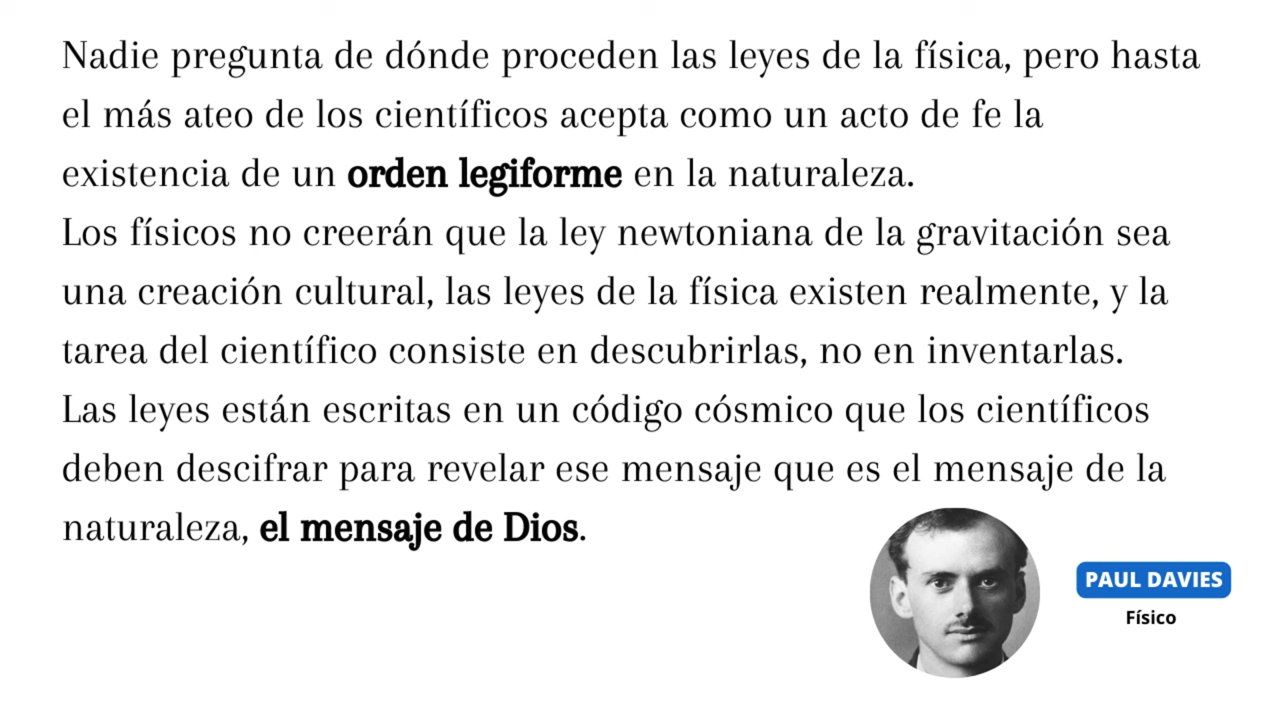 Nadie pregunta de dónde proceden las leyes de la física, pero hasta
el más ateo de los científicos acepta como un acto de fe la
existencia de un orden legiforme en la naturaleza.
Los físicos no creerán que la ley newtoniana de la gravitación sea
una creación cultural, las leyes de la física existen realmente, y la
tarea del científico consiste en descubrirlas, no en inventarlas.
Las leyes están escritas en un código cósmico que los científicos
deben descifrar para revelar ese mensaje que es el mensaje de la
naturaleza, el mensaje de Dios.
PAUL DAVIES
Físico